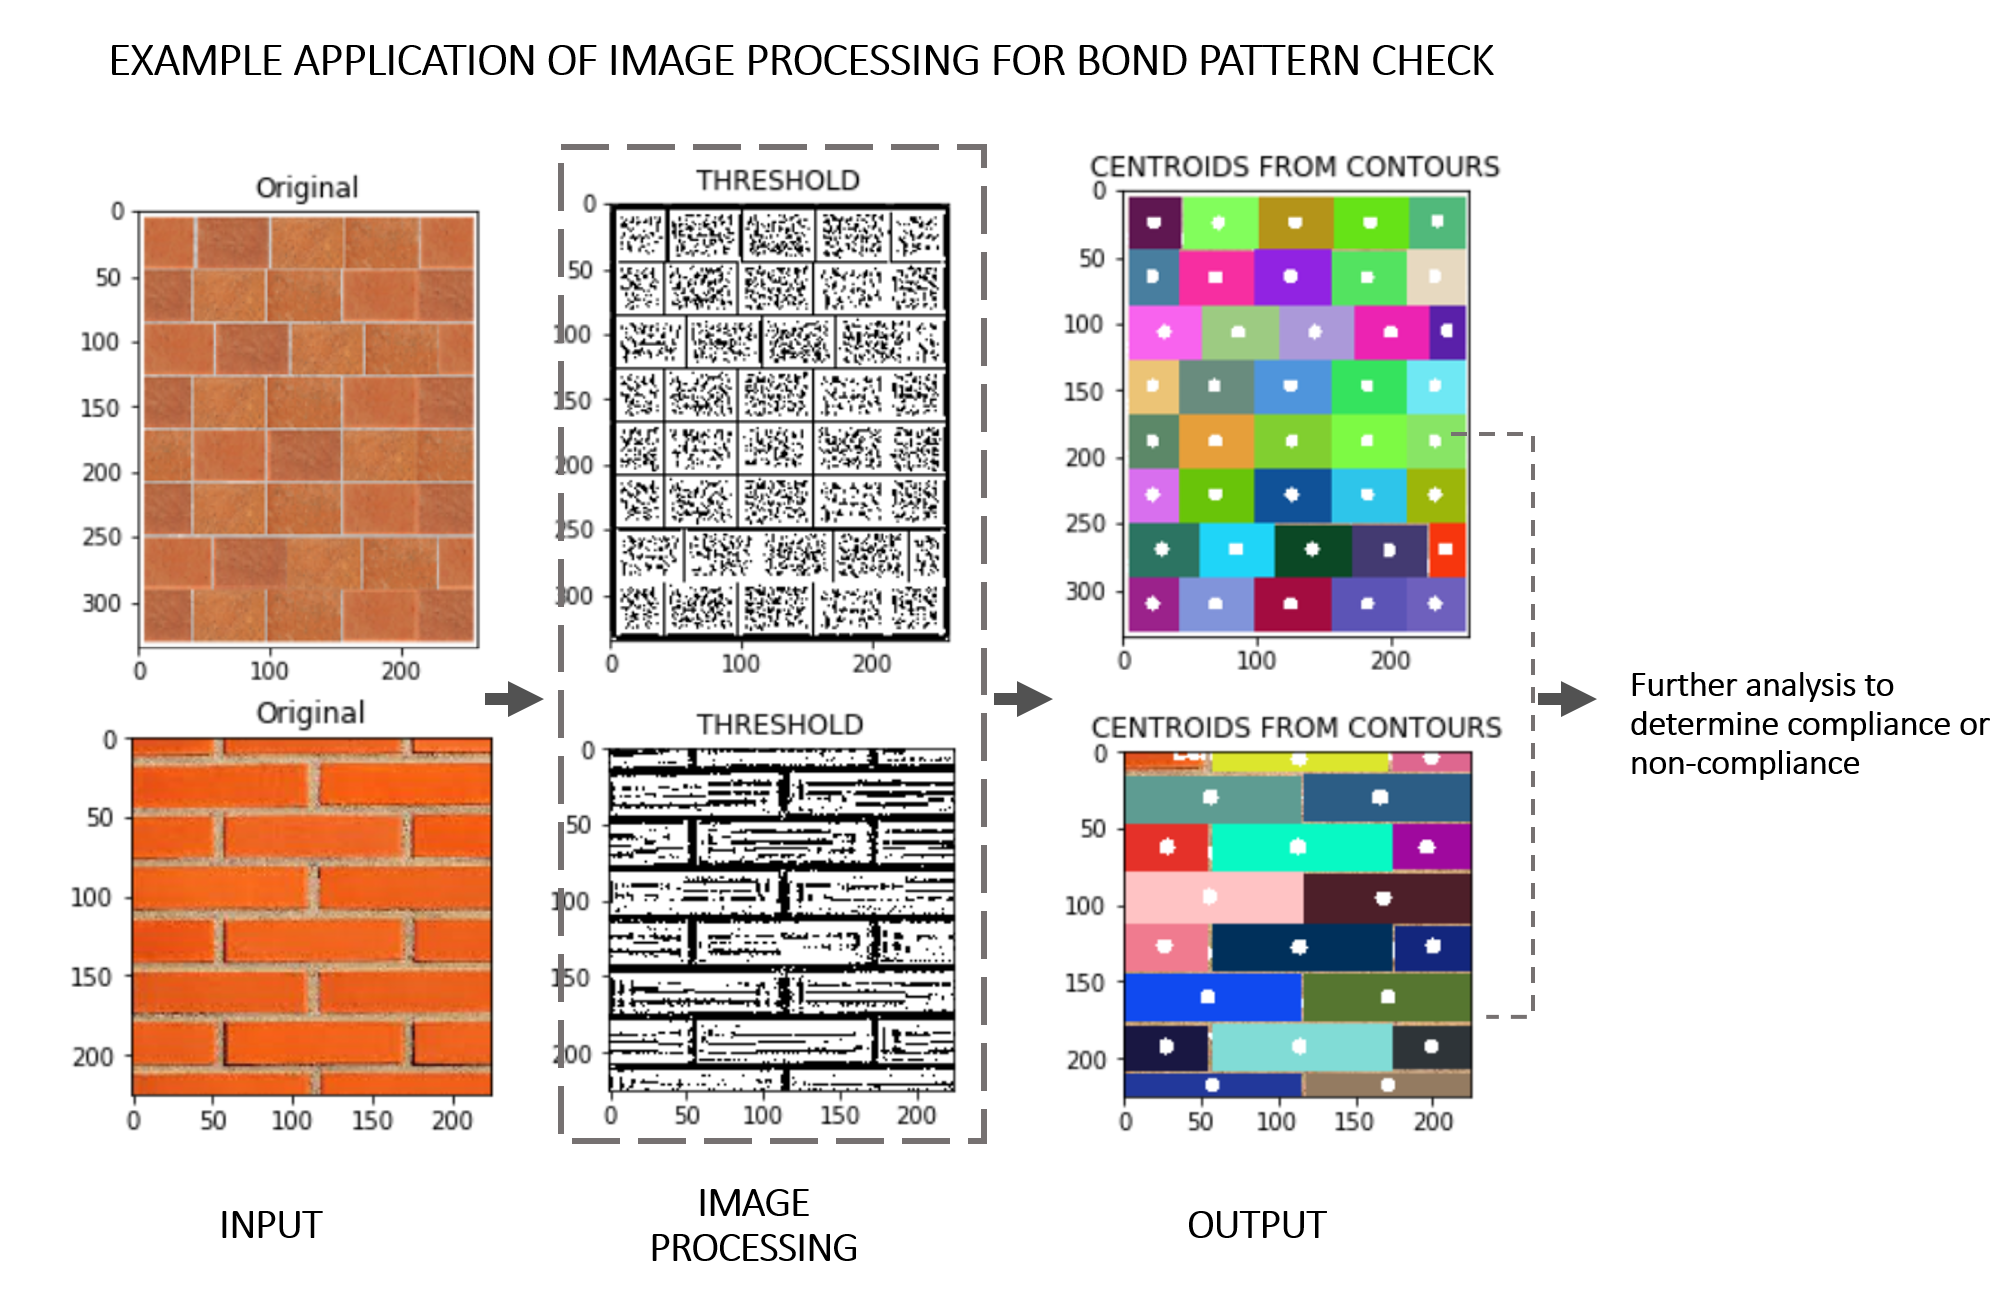 EXAMPLE APPLICATION OF IMAGE PROCESSING FOR BOND PATTERN CHECK
Original
0
50
100
150
200
250
300
0 100 200
THRESHOLD
0
50
100
150
200
250
300
0 100 200
CENTROIDS FROM CONTOURS
0
50
100
150
200
250
300
0 100 200
Original
0
50
100
150
200
0 50 100 150 200
THRESHOLD
0
50
100
150
200
0 50 100 150 200
CENTROIDS FROM CONTOURS
0
50
100
150
200
0 50 100 150 200
Further analysis to
determine compliance or
non-compliance
INPUT
IMAGE
PROCESSING
OUTPUT